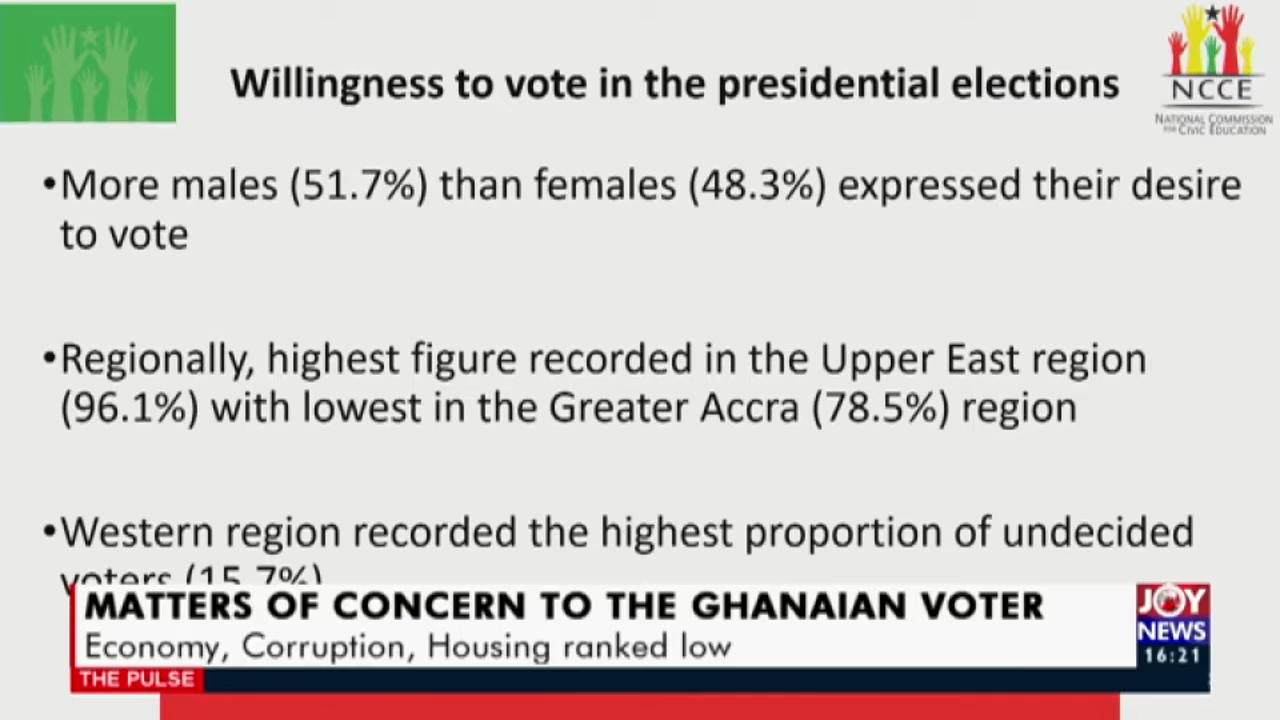 Willingness to vote in the presidential elections
NCCE
NATIONAL COMMISSION
FOR CIVIC EDUCATION
•More males (51.7%) than females (48.3%) expressed their desire
to vote
•Regionally, highest figure recorded in the Upper East region
(96.1%) with lowest in the Greater Accra (78.5%) region
•Western region recorded the highest proportion of undecided
voters (15.7%)
MATTERS OF CONCERN TO THE GHANAIAN VOTER
Economy, Corruption, Housing ranked low
JOY
NEWS
16:21
THE PULSE